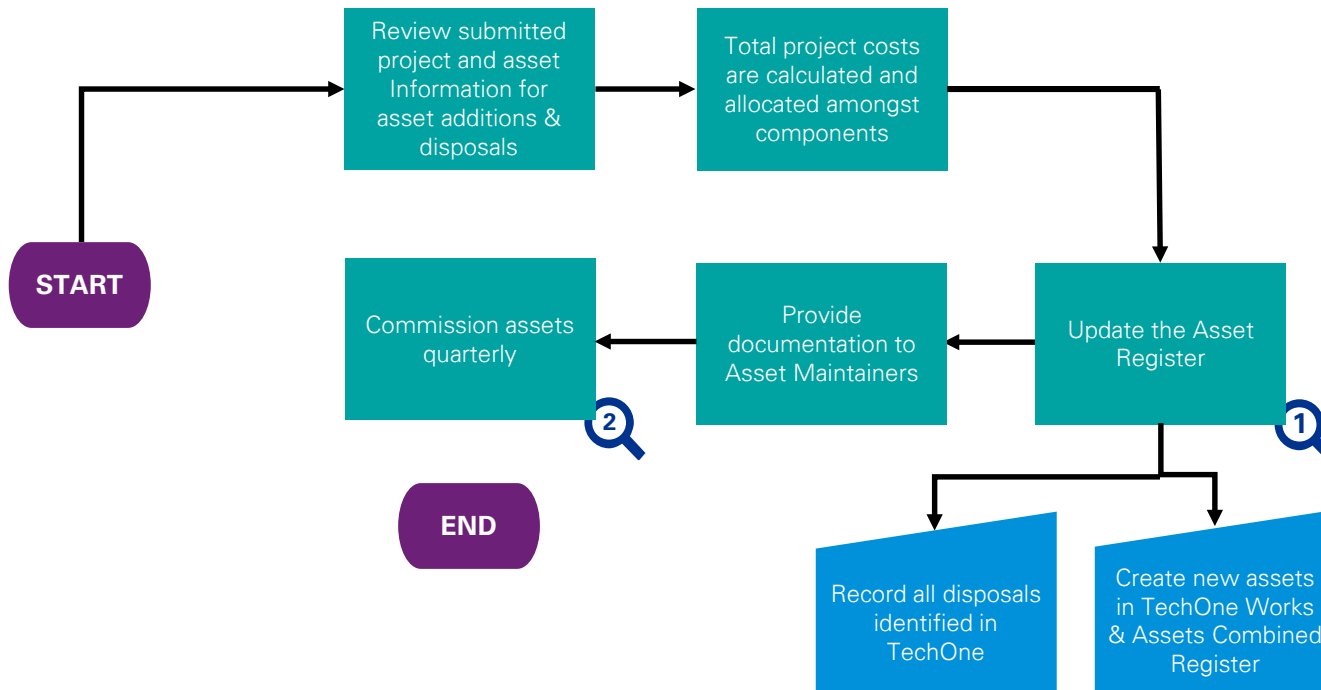 Review submitted
project and asset
Information for
asset additions &
disposals
Total project costs
are calculated and
allocated amongst
components
START
Commission assets
quarterly
2
Provide
documentation to
Asset Maintainers
Update the Asset
Register
1
END
Record all disposals
identified in
TechOne
Create new assets
in TechOne Works
& Assets Combined
Register